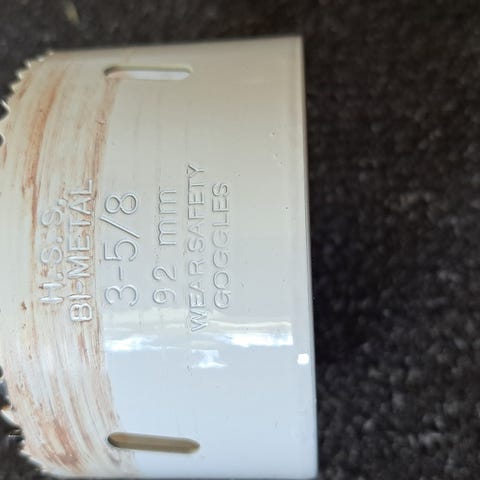 H.S.S.
BI-METAL
3-5/8
92 mm
WEAR SAFETY
GOGGLES